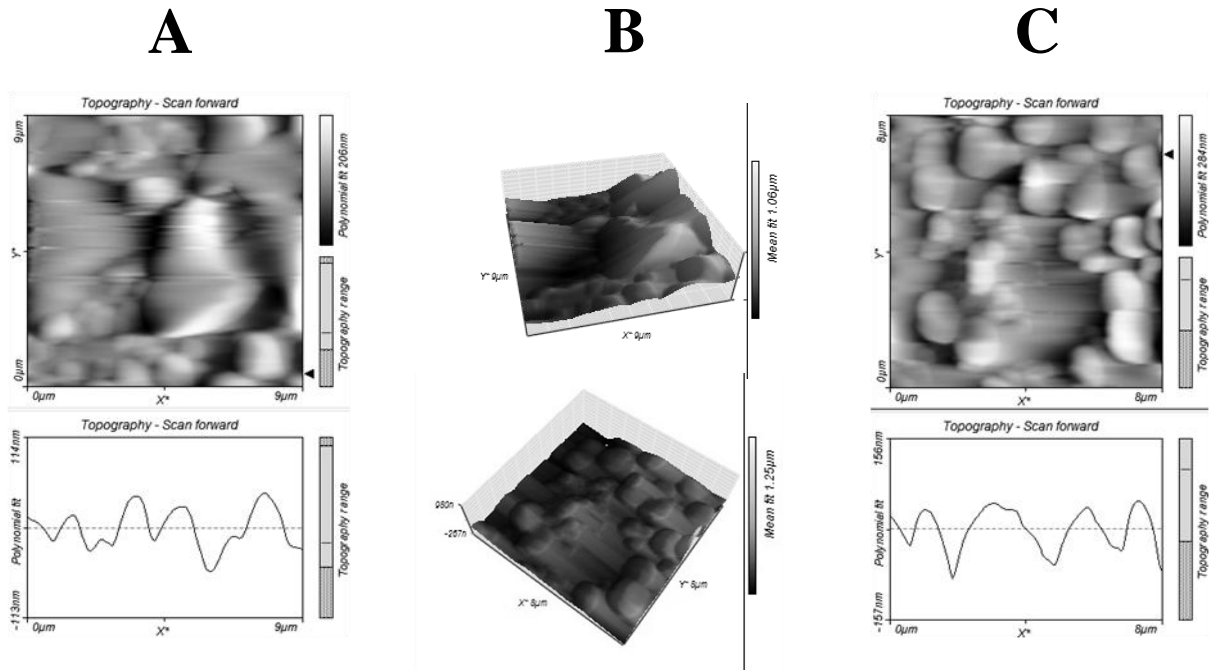 A
B
C
Topography - Scan forward
9µm
Y*
0µm
0µm
X*
9µm
Polynomial fit 206nm
Topography range
Topography - Scan forward
114nm
Polynomial fit
-113nm
0µm
X*
9µm
Topography range
Y* 9µm
X* 9µm
Mean fit 1.06µm
980n
-267n
X* 8µm
Y* 8µm
Mean fit 1.25µm
Topography - Scan forward
8µm
Y*
0µm
0µm
X*
8µm
Polynomial fit 284nm
Topography range
Topography - Scan forward
156nm
Polynomial fit
-157nm
0µm
X*
8µm
Topography range